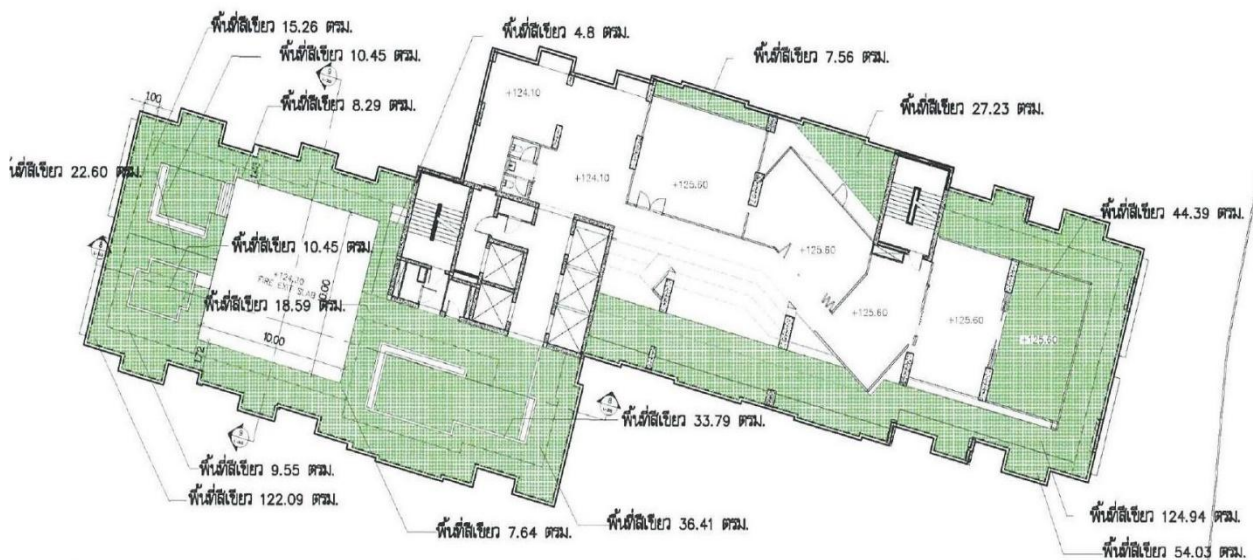 พื้นที่สีเขียว 15.26 ตรม.
พื้นที่สีเขียว 4.8 ตรม.
พื้นที่สีเขียว 10.45 ตรม.
พื้นที่สีเขียว 7.56 ตรม.
พื้นที่สีเขียว 8.29 ตรม.
พื้นที่สีเขียว 27.23 ตรม.
100
+124.10
พื้นที่สีเขียว 22.60 ตรม.
+124.10
+125.60
พื้นที่สีเขียว 44.39 ตรม.
พื้นที่สีเขียว 10.45 ตรม.
+125.60
+124.10
FIRE EXIT SLAB
พื้นที่สีเขียว 18.59 ตรม.
10.00
+125.60
+125.60
+125.60
10.00
พื้นที่สีเขียว 33.79 ตรม.
พื้นที่สีเขียว 9.55 ตรม.
พื้นที่สีเขียว 122.09 ตรม.
พื้นที่สีเขียว 7.64 ตรม.
พื้นที่สีเขียว 36.41 ตรม.
พื้นที่สีเขียว 124.94 ตรม.
พื้นที่สีเขียว 54.03 ตรม.